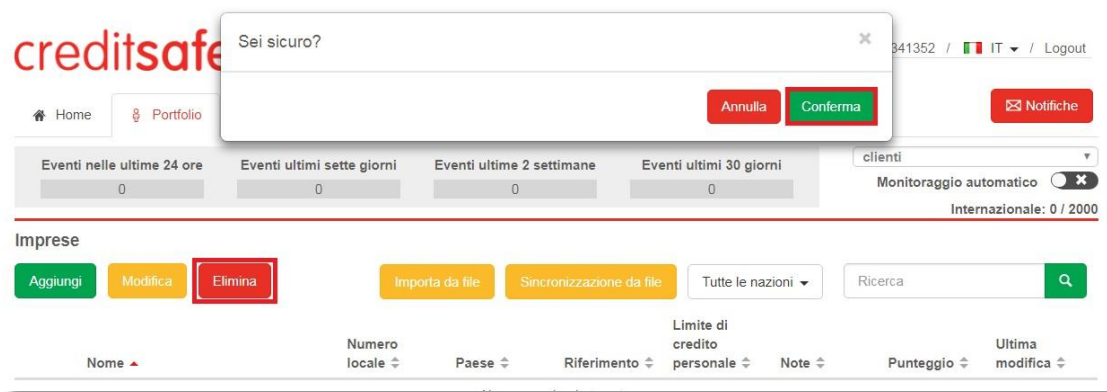 Sei sicuro?
×
creditsafe
341352 / IT / Logout
Annulla
Conferma
Home
Portfolio
Notifiche
Eventi nelle ultime 24 ore
Eventi ultimi sette giorni
Eventi ultime 2 settimane
Eventi ultimi 30 giorni
0
0
0
0
clienti
Monitoraggio automatico
Internazionale: 0 / 2000
Imprese
Aggiungi
Modifica
Elimina
Importa da file
Sincronizzazione da file
Tutte le nazioni
Ricerca
Nome
Numero
locale
Paese
Riferimento
Limite di
credito
personale
Note
Punteggio
Ultima
modifica